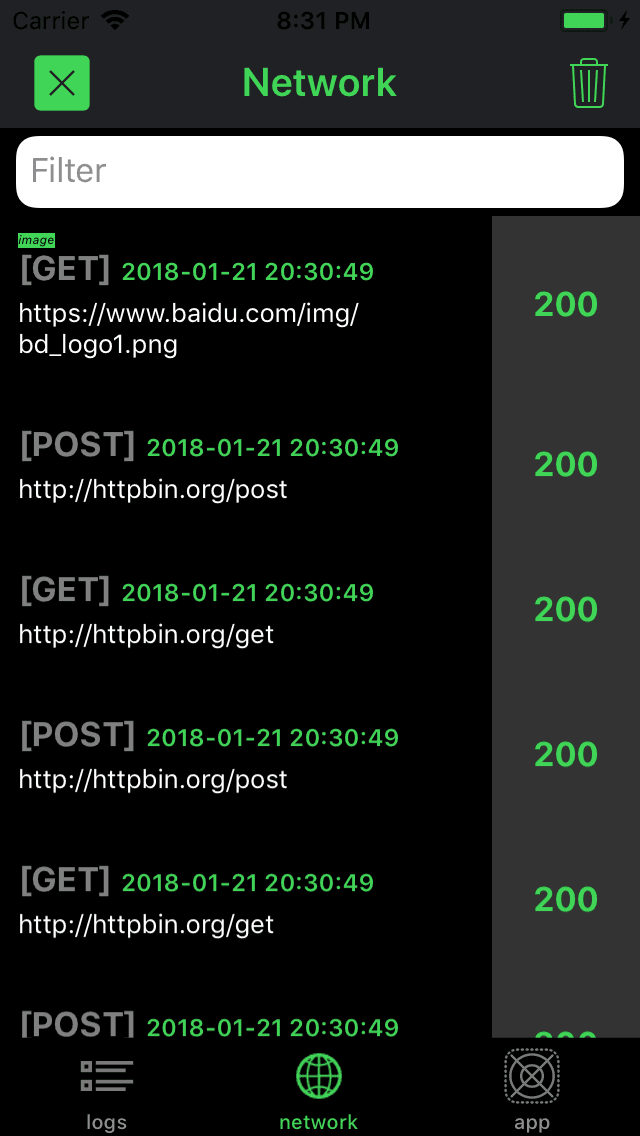 Carrier 8:31 PM
Network
Filter
image
[GET] 2018-01-21 20:30:49
https://www.baidu.com/img/
bd_logo1.png
200
[POST] 2018-01-21 20:30:49
http://httpbin.org/post
200
[GET] 2018-01-21 20:30:49
http://httpbin.org/get
200
[POST] 2018-01-21 20:30:49
http://httpbin.org/post
200
[GET] 2018-01-21 20:30:49
http://httpbin.org/get
200
[POST] 2018-01-21 20:30:49
logs network app